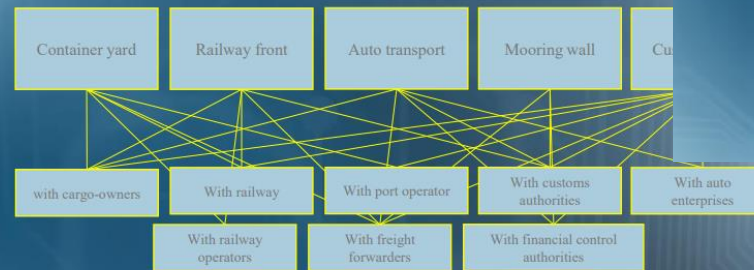 Container yard
Railway front
Auto transport
Mooring wall
with cargo-owners
With railway
With port operator
With customs
authorities
With auto
enterprises
With railway
operators
With freight
forwarders
With financial control
authorities